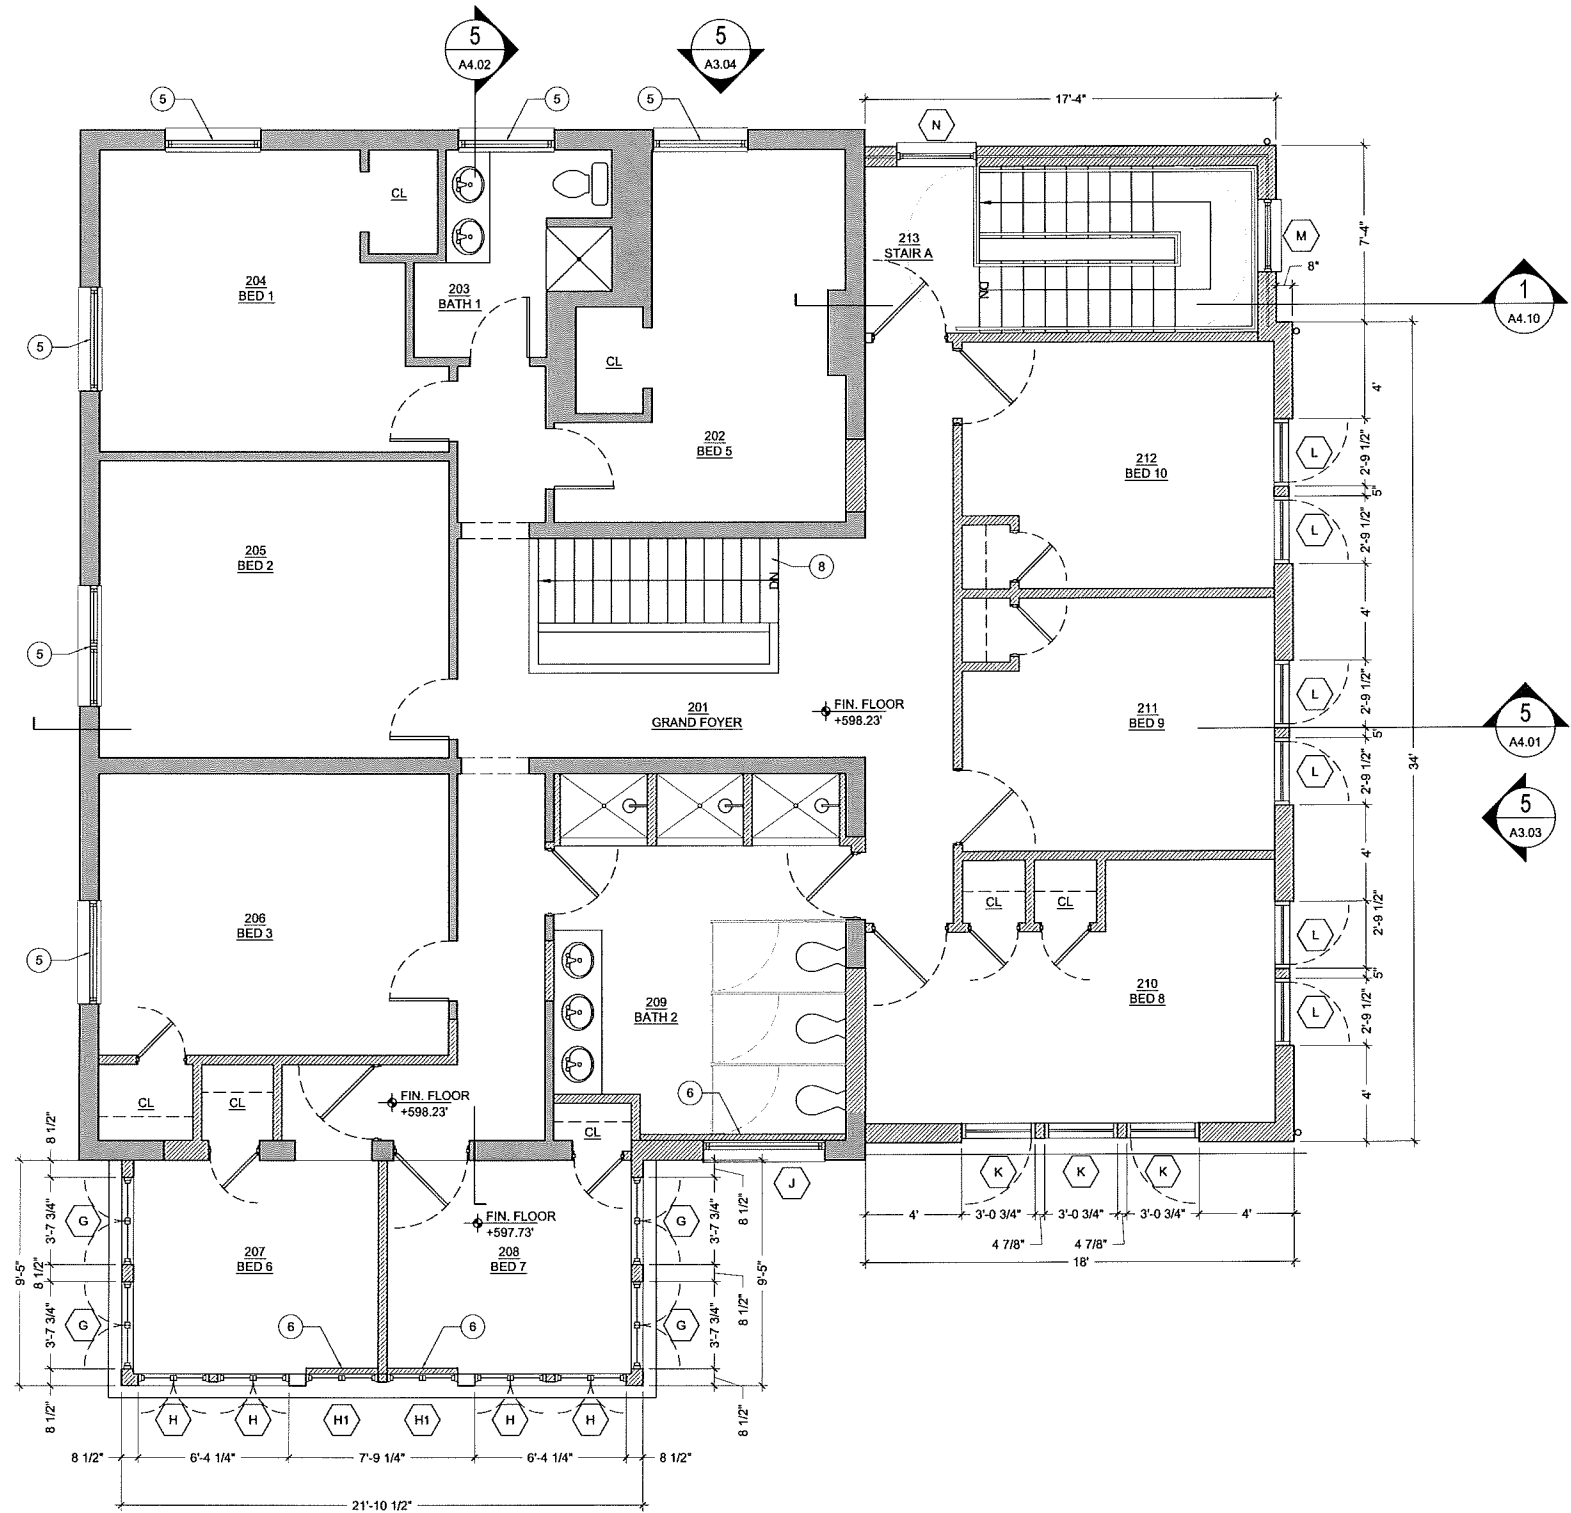 5
A4.02
5
A3.04
5
5
5
17'-4"
N
CL
204
BED 1
203
BATH 1
213
STAIR A
DN
M
7'-4"
8"
1
A4.10
5
CL
202
BED 5
4'
212
BED 10
L
2'-9 1/2"
5"
L
2'-9 1/2"
205
BED 2
8
DN
4'
5
201
GRAND FOYER
FIN. FLOOR
+598.23'
211
BED 9
L
2'-9 1/2"
5"
L
2'-9 1/2"
34'
5
A4.01
5
A3.03
4'
206
BED 3
5
CL
CL
L
2'-9 1/2"
5"
L
2'-9 1/2"
210
BED 8
209
BATH 2
4'
CL
CL
FIN. FLOOR
+598.23'
6
CL
8 1/2"
J
K
K
K
4'
3'-0 3/4"
3'-0 3/4"
3'-0 3/4"
4'
4 7/8"
4 7/8"
18'
G
3'-7 3/4"
9'-5"
8 1/2"
G
3'-7 3/4"
8 1/2"
207
BED 6
FIN. FLOOR
+597.73'
208
BED 7
G
3'-7 3/4"
8 1/2"
9'-5"
8 1/2"
G
3'-7 3/4"
8 1/2"
6
6
H
H
H1
H1
H
H
8 1/2"
6'-4 1/4"
7'-9 1/4"
6'-4 1/4"
8 1/2"
21'-10 1/2"